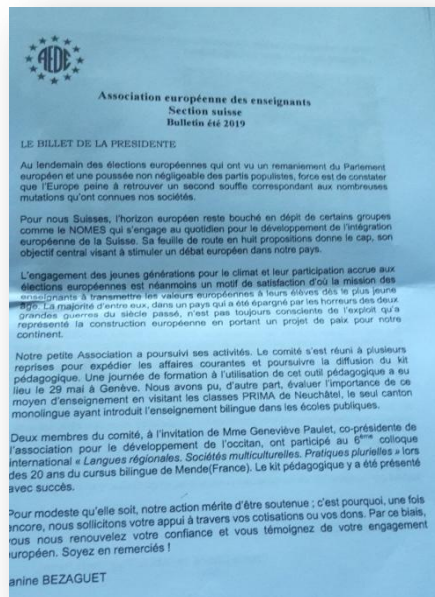 AEDE
Association européenne des enseignants
Section suisse
Bulletin été 2019
LE BILLET DE LA PRESIDENTE
Au lendemain des élections européennes qui ont vu un remaniement du Parlement
européen et une poussée non négligeable des partis populistes, force est de constater
que l'Europe peine à retrouver un second souffle correspondant aux nombreuses
mutations qu'ont connues nos sociétés.
Pour nous Suisses, l'horizon européen reste bouché en dépit de certains groupes
comme le NOMES qui s'engage au quotidien pour le développement de l'intégration
européenne de la Suisse. Sa feuille de route en huit propositions donne le cap, son
objectif central visant à stimuler un débat européen dans notre pays.
L'engagement des jeunes générations pour le climat et leur participation accrue aux
élections européennes est néanmoins un motif de satisfaction d'où la mission des
enseignants à transmettre les valeurs européennes à leurs élèves dès le plus jeune
âge. La majorité d'entre eux, dans un pays qui a été épargné par les horreurs des deux
grandes guerres du siècle passé, n'est pas toujours consciente de l'exploit qu'a
représenté la construction européenne en portant un projet de paix pour notre
continent.
Notre petite Association a poursuivi ses activités. Le comité s'est réuni à plusieurs
reprises pour expédier les affaires courantes et poursuivre la diffusion du kit
pédagogique. Une journée de formation à l'utilisation de cet outil pédagogique a eu
lieu le 29 mai à Genève. Nous avons pu, d'autre part, évaluer l'importance de ce
moyen d'enseignement en visitant les classes PRIMA de Neuchâtel, le seul canton
monolingue ayant introduit l'enseignement bilingue dans les écoles publiques.
Deux membres du comité, à l'invitation de Mme Geneviève Paulet, co-présidente de
l'association pour le développement de l'occitan, ont participé au 6ème colloque
international « Langues régionales. Sociétés multiculturelles. Pratiques plurielles » lors
des 20 ans du cursus bilingue de Mende(France). Le kit pédagogique y a été présenté
avec succès.
Pour modeste qu'elle soit, notre action mérite d'être soutenue ; c'est pourquoi, une fois
encore, nous sollicitons votre appui à travers vos cotisations ou vos dons. Par ce biais,
vous nous renouvelez votre confiance et vous témoignez de votre engagement
européen. Soyez en remerciés !
anine BEZAGUET